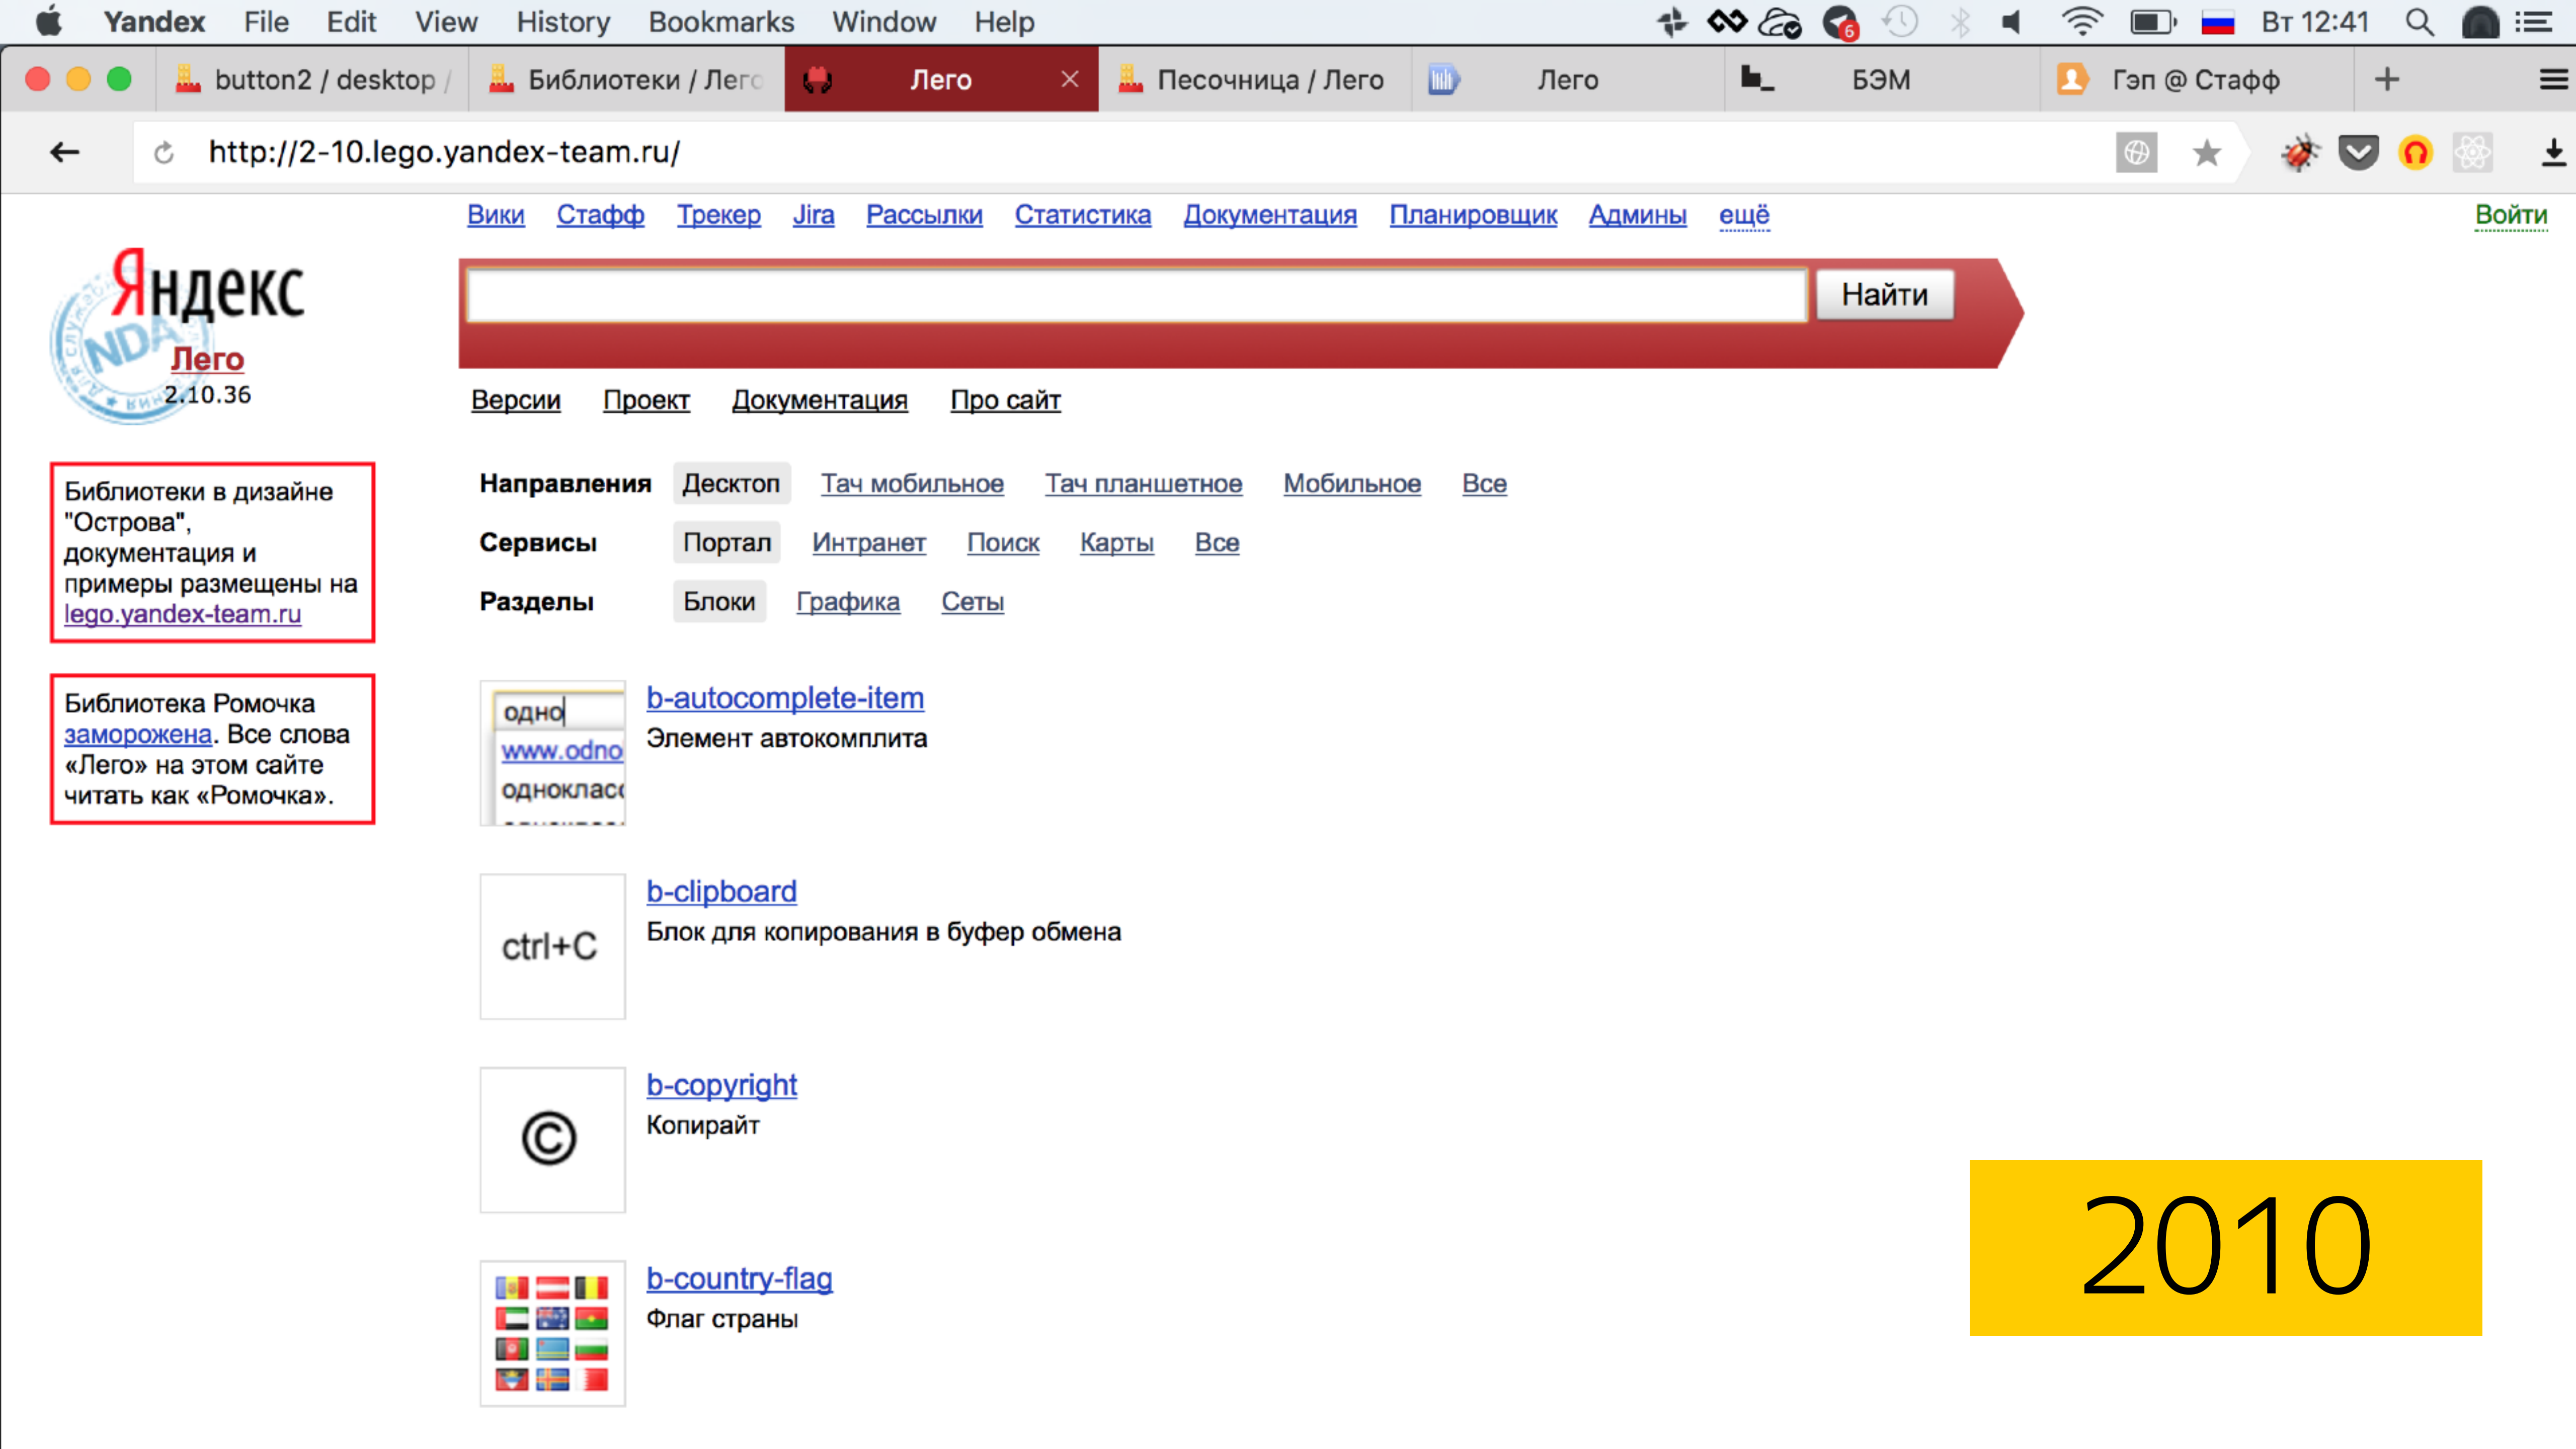 Yandex File Edit View History Bookmarks Window Help 6 Вт 12:41
button2 / desktop / Библиотеки / Лего Лего Песочница / Лего Лего БЭМ Гэп @ Стафф
http://2-10.lego.yandex-team.ru/
Вики Стафф Трекер Jira Рассылки Статистика Документация Планировщик Админы ещё Войти
Яндекс
NDA
Лего
2.10.36
Найти
Версии Проект Документация Про сайт
Направления Десктоп Тач мобильное Тач планшетное Мобильное Все
Сервисы Портал Интранет Поиск Карты Все
Разделы Блоки Графика Сеты
Библиотеки в дизайне
"Острова",
документация и
примеры размещены на
lego.yandex-team.ru
Библиотека Ромочка
заморожена. Все слова
«Лего» на этом сайте
читать как «Ромочка».
одно
www.odno
однокласс
b-autocomplete-item
Элемент автокомплита
ctrl+C
b-clipboard
Блок для копирования в буфер обмена
©
b-copyright
Копирайт
b-country-flag
Флаг страны
2010